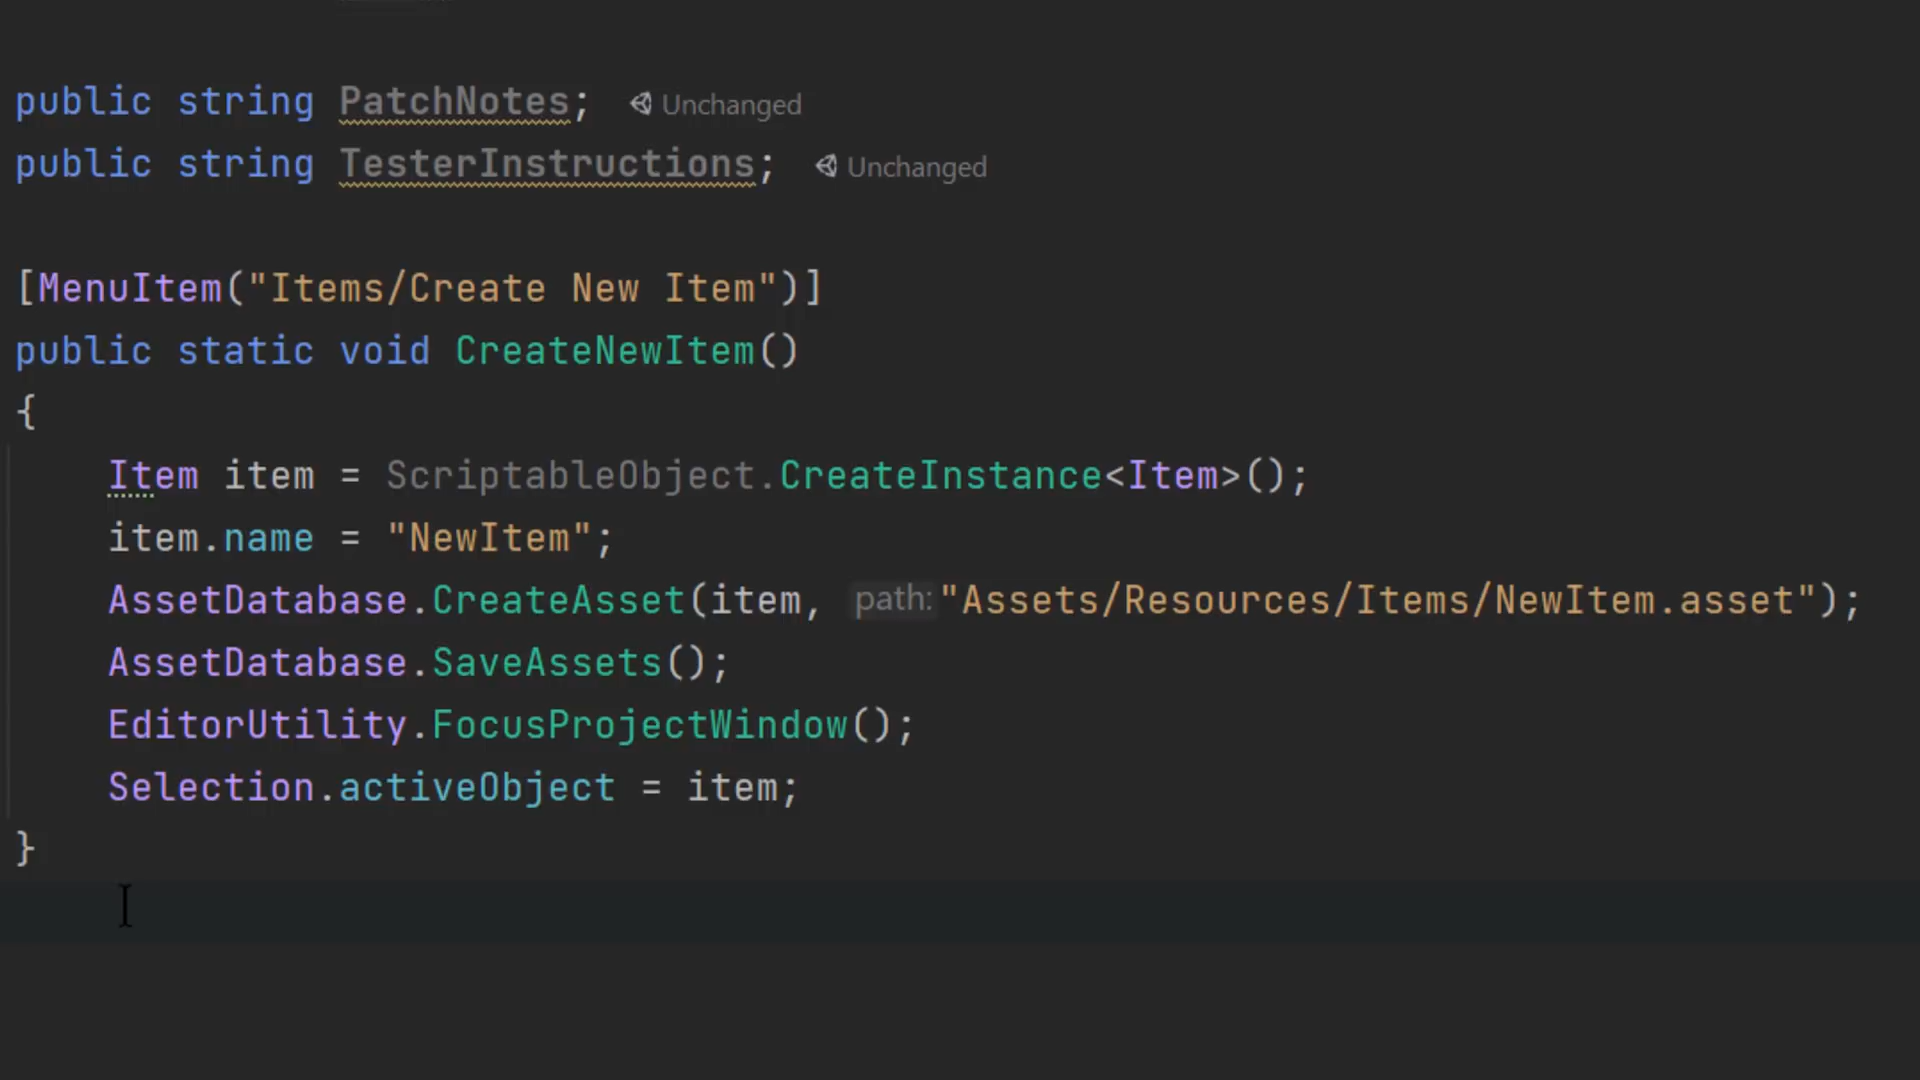 public string PatchNotes; Unchanged
public string TesterInstructions; Unchanged
[MenuItem("Items/Create New Item")]
public static void CreateNewItem()
{
Item item = ScriptableObject.CreateInstance<Item>();
item.name = "NewItem";
AssetDatabase.CreateAsset(item, path:"Assets/Resources/Items/NewItem.asset");
AssetDatabase.SaveAssets();
EditorUtility.FocusProjectWindow();
Selection.activeObject = item;
}